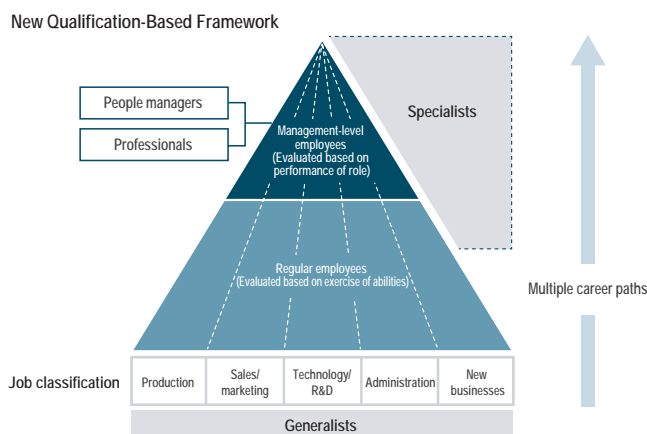 New Qualification-Based Framework
People managers
Professionals
Specialists
Management-level
employees
(Evaluated based on
performance of role)
Regular employees
(Evaluated based on exercise of abilities)
Multiple career paths
Job classification
Production
Sales/
marketing
Technology/
R&D
Administration
New
businesses
Generalists